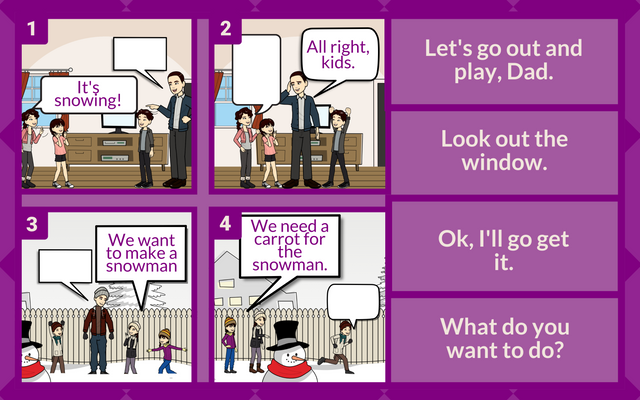 1
It's
snowing!
2
All right,
kids.
3
We want
to make a
snowman
4
We need a
carrot for
the
snowman.
Let's go out and
play, Dad.
Look out the
window.
Ok, I'll go get
it.
What do you
want to do?